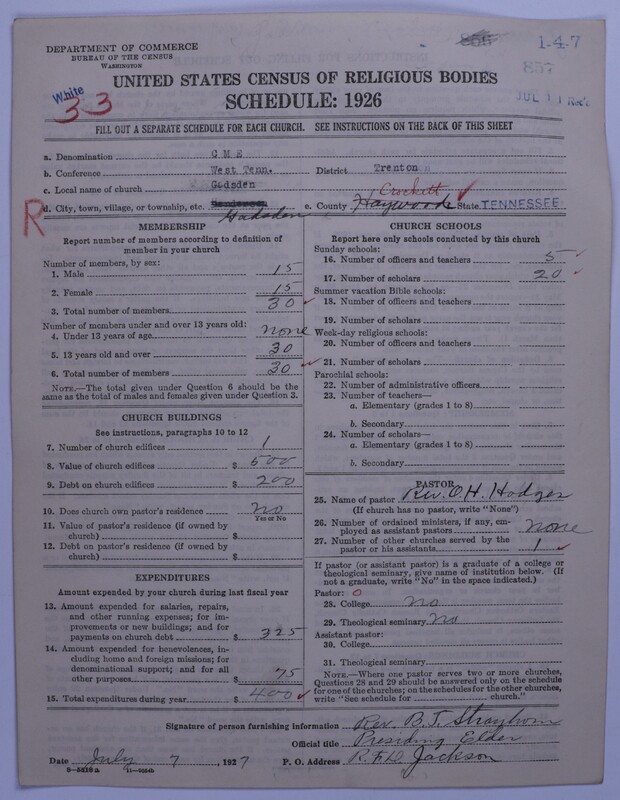 DEPARTMENT OF COMMERCE
BUREAU OF THE CENSUS
WASHINGTON
856
1-4-7
857
UNITED STATES CENSUS OF RELIGIOUS BODIES
White
33
SCHEDULE: 1926
JUL 11 Rec'd
FILL OUT A SEPARATE SCHEDULE FOR EACH CHURCH. SEE INSTRUCTIONS ON THE BACK OF THIS SHEET
a. Denomination C M E
b. Conference West Tenn. District Trenton
c. Local name of church Gadsden
Crockett
R
d. City, town, village, or township, etc. Gadsden e. County Haywood State TENNESSEE
MEMBERSHIP
Report number of members according to definition of member in your church
Number of members, by sex:
1. Male 15
2. Female 15
3. Total number of members 30
Number of members under and over 13 years old:
4. Under 13 years of age none
5. 13 years old and over 30
6. Total number of members 30
NOTE.—The total given under Question 6 should be the same as the total of males and females given under Question 3.
CHURCH BUILDINGS
See instructions, paragraphs 10 to 12
7. Number of church edifices 1
8. Value of church edifices $ 500
9. Debt on church edifices $ 200
10. Does church own pastor's residence no
Yes or No
11. Value of pastor's residence (if owned by church) $
12. Debt on pastor's residence (if owned by church) $
EXPENDITURES
Amount expended by your church during last fiscal year
13. Amount expended for salaries, repairs, and other running expenses; for improvements or new buildings; and for payments on church debt $ 325
14. Amount expended for benevolences, including home and foreign missions; for denominational support; and for all other purposes $ 75
15. Total expenditures during year $ 400
CHURCH SCHOOLS
Report here only schools conducted by this church
Sunday schools:
16. Number of officers and teachers 5
17. Number of scholars 20
Summer vacation Bible schools:
18. Number of officers and teachers
19. Number of scholars
Week-day religious schools:
20. Number of officers and teachers
21. Number of scholars
Parochial schools:
22. Number of administrative officers
23. Number of teachers—
a. Elementary (grades 1 to 8)
b. Secondary
24. Number of scholars—
a. Elementary (grades 1 to 8)
b. Secondary
PASTOR
25. Name of pastor Rev. O. H. Hodges
(If church has no pastor, write "None")
26. Number of ordained ministers, if any, employed as assistant pastors none
27. Number of other churches served by the pastor or his assistants 1
If pastor (or assistant pastor) is a graduate of a college or theological seminary, give name of institution below. (If not a graduate, write "No" in the space indicated.)
Pastor: 0
28. College no
29. Theological seminary no
Assistant pastor:
30. College
31. Theological seminary
NOTE.—Where one pastor serves two or more churches, Questions 28 and 29 should be answered only on the schedule for one of the churches; on the schedules for the other churches, write "See schedule for church."
Signature of person furnishing information Rev. B. T. Strayhorn
Official title Presiding Elder
Date July 7, 1927 P. O. Address R.F.D. Jackson